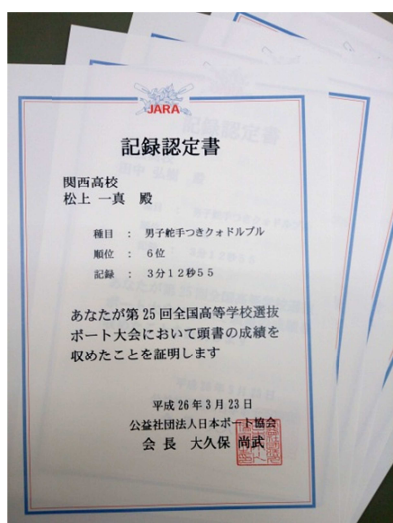 JARA
記録認定書
関西高校
松上 一真 殿
種目 : 男子舵手つきクォドルプル
順位 : 6位
記録 : 3分12秒55
あなたが第25回全国高等学校選抜
ボート大会において頭書の成績を
収めたことを証明します
平成26年3月23日
公益社団法人日本ボート協会
会長 大久保 尚武